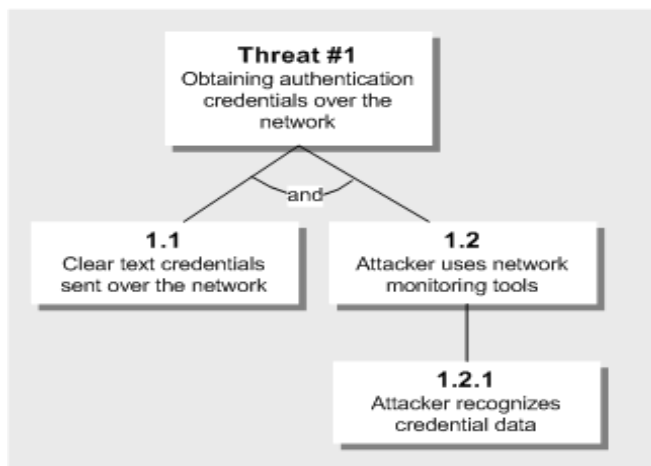 Threat #1
Obtaining authentication
credentials over the
network
and
1.1
Clear text credentials
sent over the network
1.2
Attacker uses network
monitoring tools
1.2.1
Attacker recognizes
credential data